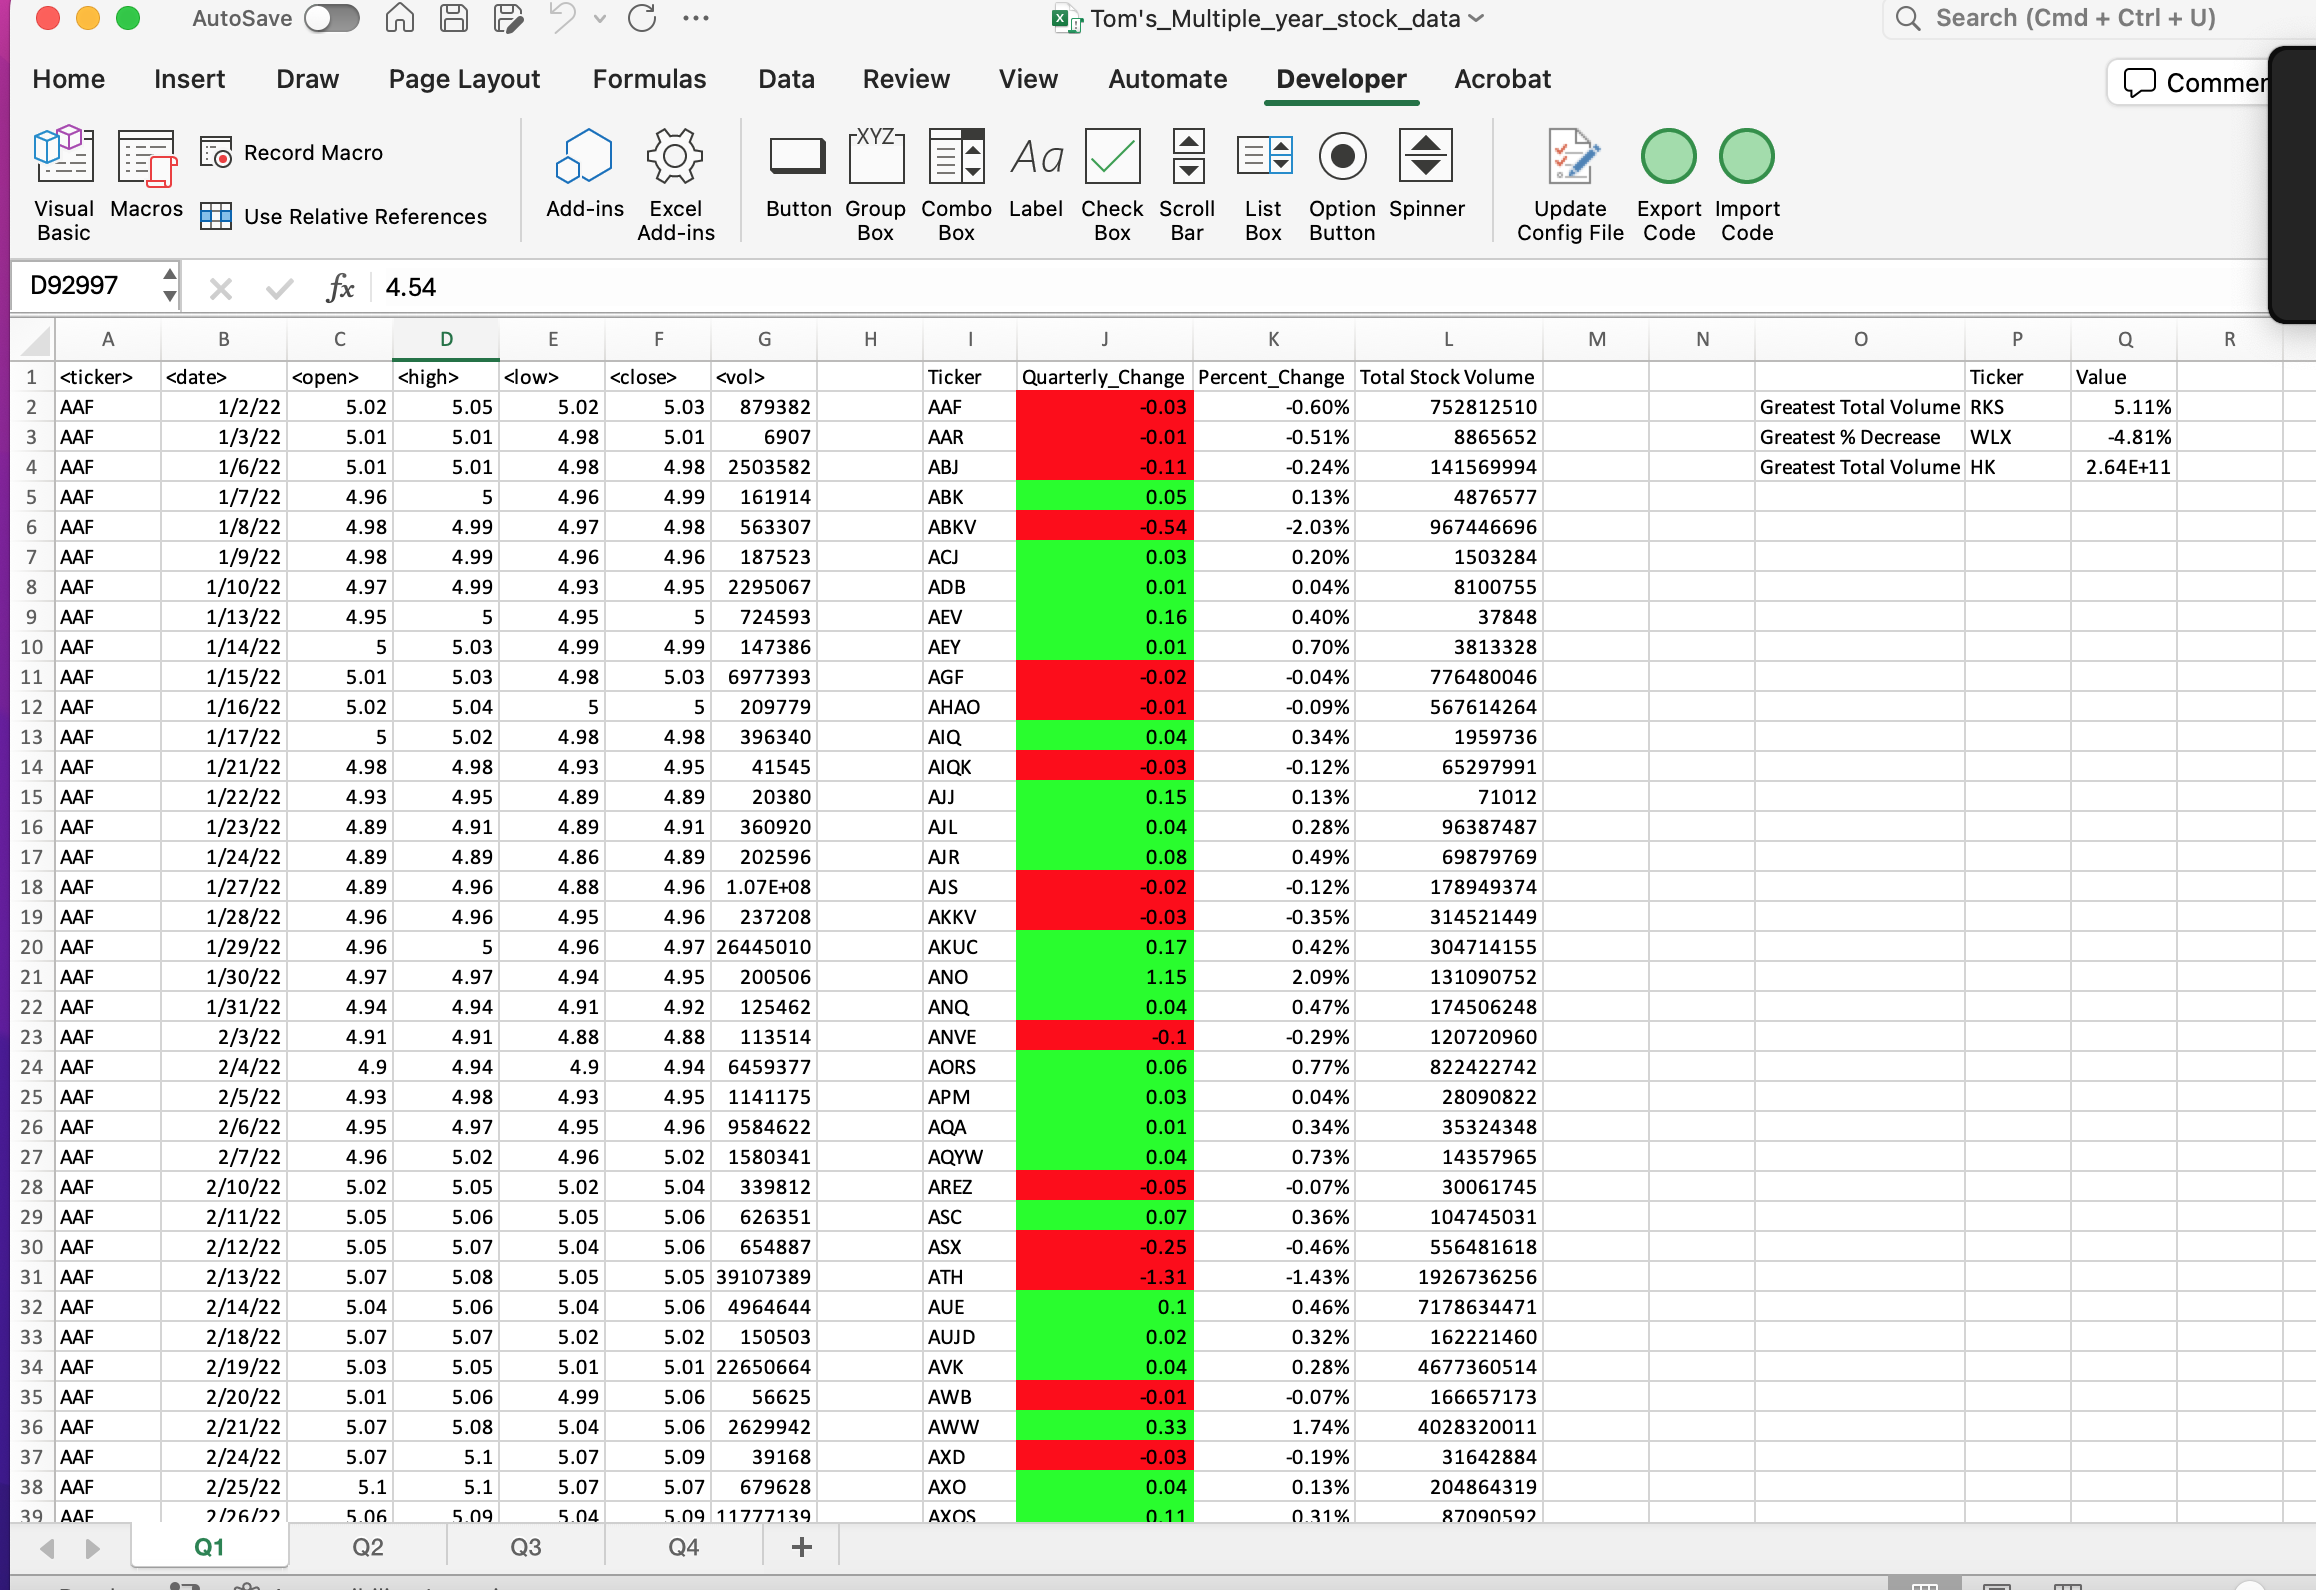 AutoSave Tom's_Multiple_year_stock_data Search (Cmd + Ctrl + U)
Home Insert Draw Page Layout Formulas Data Review View Automate Developer Acrobat
Visual Basic Macros Record Macro Use Relative References Add-ins Excel Add-ins Button XYZ Group Box Combo Box Aa Label Check Box Scroll Bar List Box Option Button Spinner Update Config File Export Code Import Code
D92997 fx 4.54
A B C D E F G H I J K L M N O P Q R
1 <ticker> <date> <open> <high> <low> <close> <vol> Ticker Quarterly_Change Percent_Change Total Stock Volume Ticker Value
2 AAF 1/2/22 5.02 5.05 5.02 5.03 879382 AAF -0.03 -0.60% 752812510 Greatest Total Volume RKS 5.11%
3 AAF 1/3/22 5.01 5.01 4.98 5.01 6907 AAR -0.01 -0.51% 8865652 Greatest % Decrease WLX -4.81%
4 AAF 1/6/22 5.01 5.01 4.98 4.98 2503582 ABJ -0.11 -0.24% 141569994 Greatest Total Volume HK 2.64E+11
5 AAF 1/7/22 4.96 5 4.96 4.99 161914 ABK 0.05 0.13% 4876577
6 AAF 1/8/22 4.98 4.99 4.97 4.98 563307 ABKV -0.54 -2.03% 967446696
7 AAF 1/9/22 4.98 4.99 4.96 4.96 187523 ACJ 0.03 0.20% 1503284
8 AAF 1/10/22 4.97 4.99 4.93 4.95 2295067 ADB 0.01 0.04% 8100755
9 AAF 1/13/22 4.95 5 4.95 5 724593 AEV 0.16 0.40% 37848
10 AAF 1/14/22 5 5.03 4.99 4.99 147386 AEY 0.01 0.70% 3813328
11 AAF 1/15/22 5.01 5.03 4.98 5.03 6977393 AGF -0.02 -0.04% 776480046
12 AAF 1/16/22 5.02 5.04 5 5 209779 AHAO -0.01 -0.09% 567614264
13 AAF 1/17/22 5 5.02 4.98 4.98 396340 AIQ 0.04 0.34% 1959736
14 AAF 1/21/22 4.98 4.98 4.93 4.95 41545 AIQK -0.03 -0.12% 65297991
15 AAF 1/22/22 4.93 4.95 4.89 4.89 20380 AJJ 0.15 0.13% 71012
16 AAF 1/23/22 4.89 4.91 4.89 4.91 360920 AJL 0.04 0.28% 96387487
17 AAF 1/24/22 4.89 4.89 4.86 4.89 202596 AJR 0.08 0.49% 69879769
18 AAF 1/27/22 4.89 4.96 4.88 4.96 1.07E+08 AJS -0.02 -0.12% 178949374
19 AAF 1/28/22 4.96 4.96 4.95 4.96 237208 AKKV -0.03 -0.35% 314521449
20 AAF 1/29/22 4.96 5 4.96 4.97 26445010 AKUC 0.17 0.42% 304714155
21 AAF 1/30/22 4.97 4.97 4.94 4.95 200506 ANO 1.15 2.09% 131090752
22 AAF 1/31/22 4.94 4.94 4.91 4.92 125462 ANQ 0.04 0.47% 174506248
23 AAF 2/3/22 4.91 4.91 4.88 4.88 113514 ANVE -0.1 -0.29% 120720960
24 AAF 2/4/22 4.9 4.94 4.9 4.94 6459377 AORS 0.06 0.77% 822422742
25 AAF 2/5/22 4.93 4.98 4.93 4.95 1141175 APM 0.03 0.04% 28090822
26 AAF 2/6/22 4.95 4.97 4.95 4.96 9584622 AQA 0.01 0.34% 35324348
27 AAF 2/7/22 4.96 5.02 4.96 5.02 1580341 AQYW 0.04 0.73% 14357965
28 AAF 2/10/22 5.02 5.05 5.02 5.04 339812 AREZ -0.05 -0.07% 30061745
29 AAF 2/11/22 5.05 5.06 5.05 5.06 626351 ASC 0.07 0.36% 104745031
30 AAF 2/12/22 5.05 5.07 5.04 5.06 654887 ASX -0.25 -0.46% 556481618
31 AAF 2/13/22 5.07 5.08 5.05 5.05 39107389 ATH -1.31 -1.43% 1926736256
32 AAF 2/14/22 5.04 5.06 5.04 5.06 4964644 AUE 0.1 0.46% 7178634471
33 AAF 2/18/22 5.07 5.07 5.02 5.02 150503 AUJD 0.02 0.32% 162221460
34 AAF 2/19/22 5.03 5.05 5.01 5.01 22650664 AVK 0.04 0.28% 4677360514
35 AAF 2/20/22 5.01 5.06 4.99 5.06 56625 AWB -0.01 -0.07% 166657173
36 AAF 2/21/22 5.07 5.08 5.04 5.06 2629942 AWW 0.33 1.74% 4028320011
37 AAF 2/24/22 5.07 5.1 5.07 5.09 39168 AXD -0.03 -0.19% 31642884
38 AAF 2/25/22 5.1 5.1 5.07 5.07 679628 AXO 0.04 0.13% 204864319
39 AAF 2/26/22 5.06 5.09 5.04 5.09 11777139 AXOS 0.11 0.31% 87090592
Q1 Q2 Q3 Q4 +